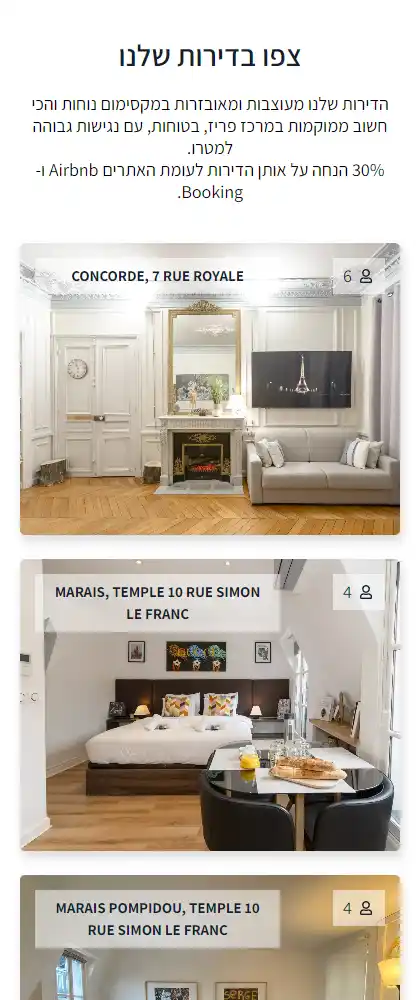 צפו בדירות שלנו
הדירות שלנו מעוצבות ומאובזרות במקסימום נוחות והכי
חשוב ממוקמות במרכז פריז, בטוחות, עם נגישות גבוהה
למטרו.
30% הנחה על אותן הדירות לעומת האתרים Airbnb ו-
Booking.
CONCORDE, 7 RUE ROYALE
6
MARAIS, TEMPLE 10 RUE SIMON
LE FRANC
4
MARAIS POMPIDOU, TEMPLE 10
RUE SIMON LE FRANC
4
SERGE